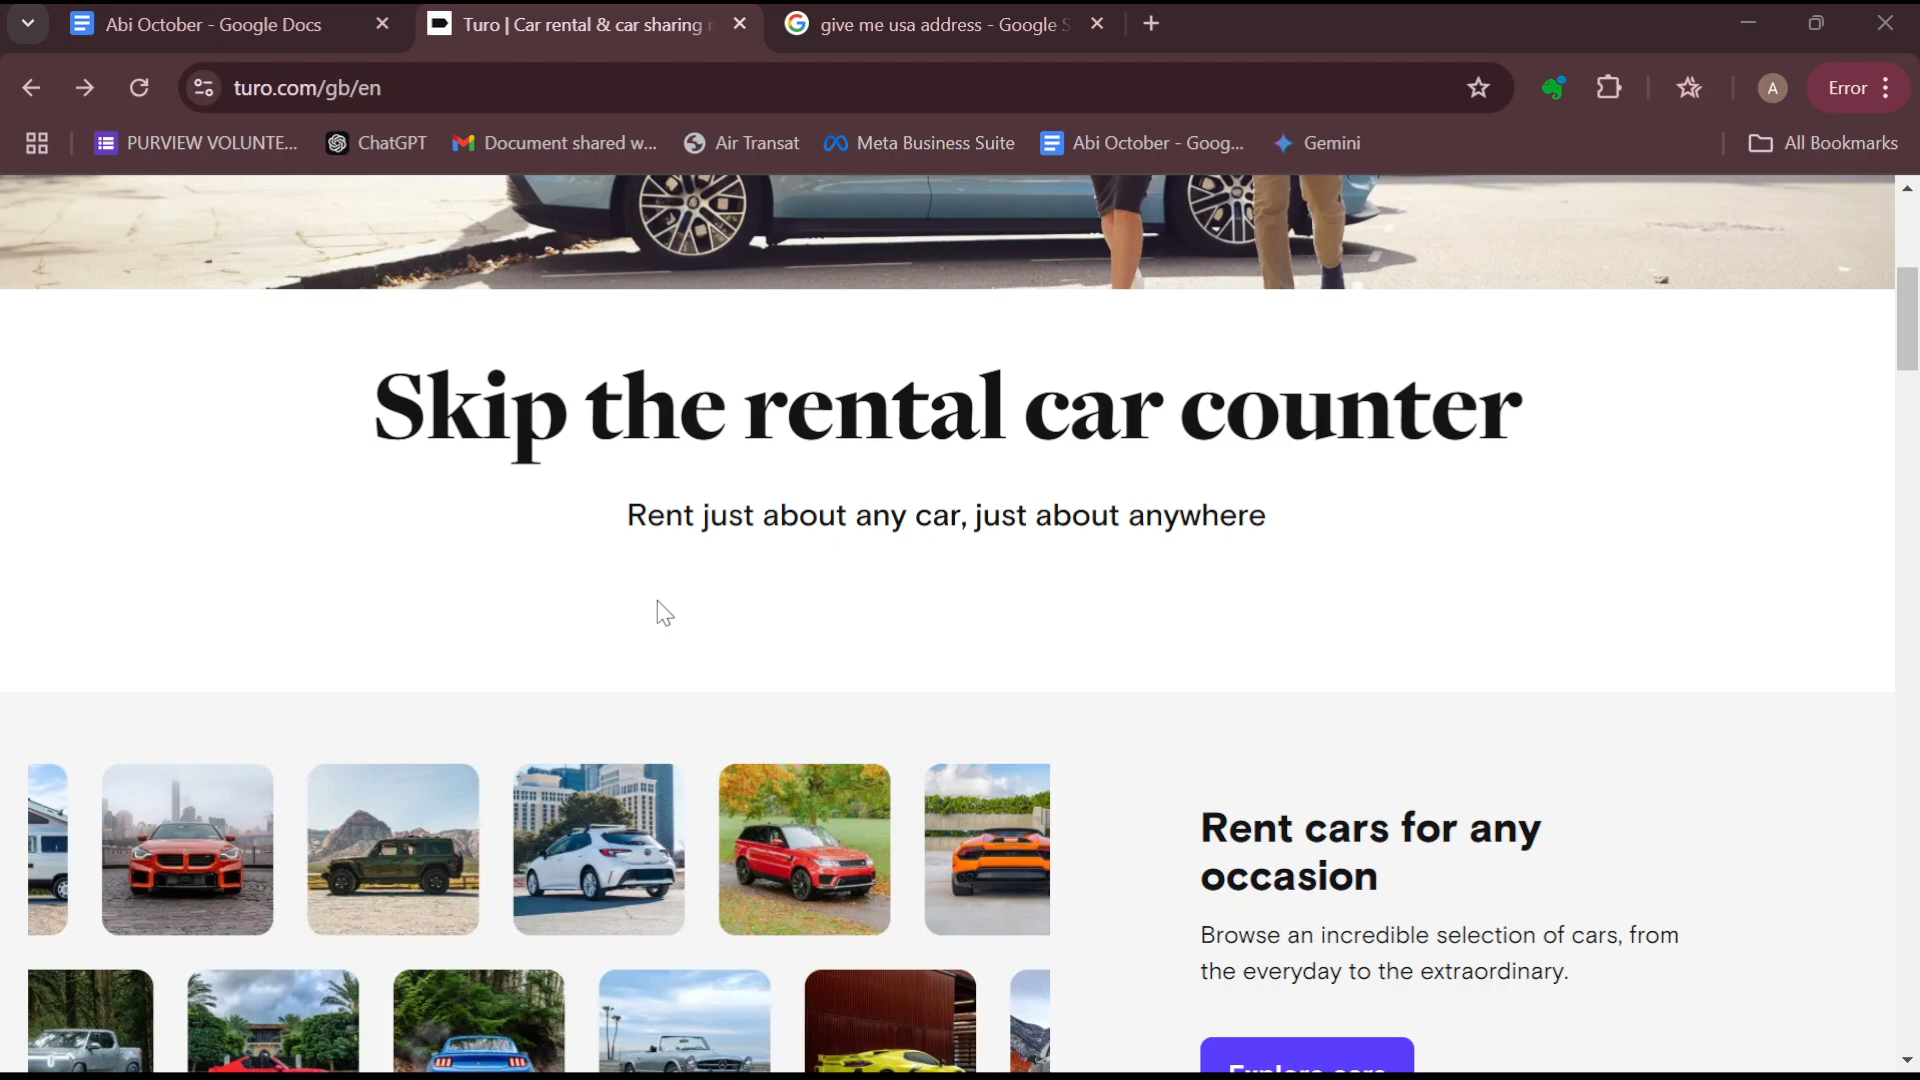 Abi October - Google Docs
Turo | Car rental & car sharing
give me usa address - Google S
turo.com/gb/en
A
Error
PURVIEW VOLUNTE...
ChatGPT
Document shared w...
Air Transat
Meta Business Suite
Abi October - Goog...
Gemini
All Bookmarks
Skip the rental car counter
Rent just about any car, just about anywhere
Rent cars for any
occasion
Browse an incredible selection of cars, from
the everyday to the extraordinary.
Explore cars